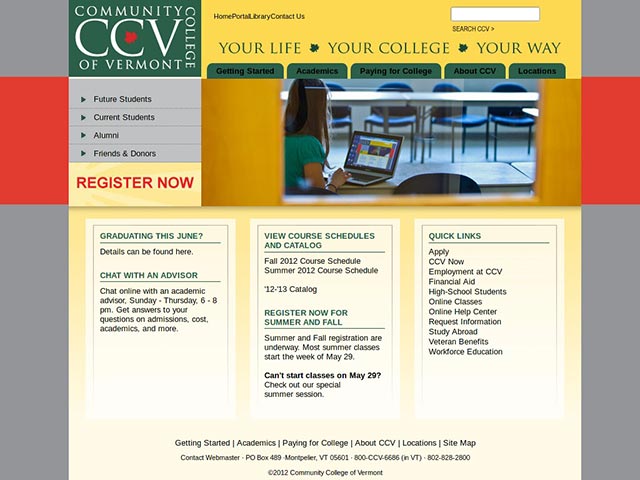 COMMUNITY
CCV
OF VERMONT
COLLEGE
HomePortalLibraryContact Us
SEARCH CCV >
YOUR LIFE YOUR COLLEGE YOUR WAY
Getting Started Academics Paying for College About CCV Locations
Future Students
Current Students
Alumni
Friends & Donors
REGISTER NOW
GRADUATING THIS JUNE?
Details can be found here.
CHAT WITH AN ADVISOR
Chat online with an academic
advisor, Sunday - Thursday, 6 - 8
pm. Get answers to your
questions on admissions, cost,
academics, and more.
VIEW COURSE SCHEDULES
AND CATALOG
Fall 2012 Course Schedule
Summer 2012 Course Schedule
'12-'13 Catalog
REGISTER NOW FOR
SUMMER AND FALL
Summer and Fall registration are
underway. Most summer classes
start the week of May 29.
Can't start classes on May 29?
Check out our special
summer session.
QUICK LINKS
Apply
CCV Now
Employment at CCV
Financial Aid
High-School Students
Online Classes
Online Help Center
Request Information
Study Abroad
Veteran Benefits
Workforce Education
Getting Started | Academics | Paying for College | About CCV | Locations | Site Map
Contact Webmaster · PO Box 489 ·Montpelier, VT 05601 · 800-CCV-6686 (in VT) · 802-828-2800
©2012 Community College of Vermont